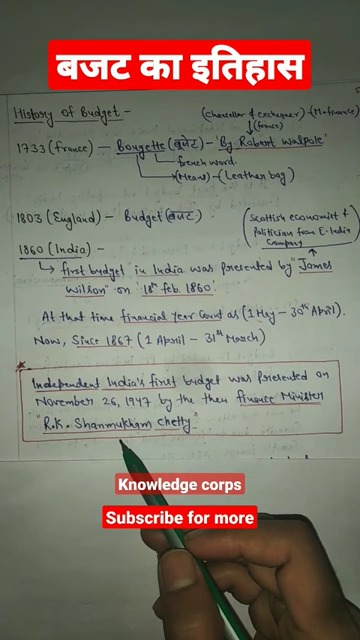 बजट का इतिहास
History of Budget -
(Chancellor of exchequer) - (M. of finance)
(france)
1733 (france) - Bougette (बुजेट) - 'By Robert Walpole'
french word.
(Means) - (Leather bag)
1803 (England) - Budget (बजट)
(Scottish economist &
Politician from E. India
Company)
1860 (India) -
first budget in India was presented by "James
Wilson" on '18th feb. 1860'
At that time financial year count as (1 May - 30th April).
Now, Since 1867 (1 April - 31st March)
Independent India's first budget was presented on
November 26, 1947 by the then finance Minister
"R.K. Shanmukham Chetty."
Knowledge corps
Subscribe for more